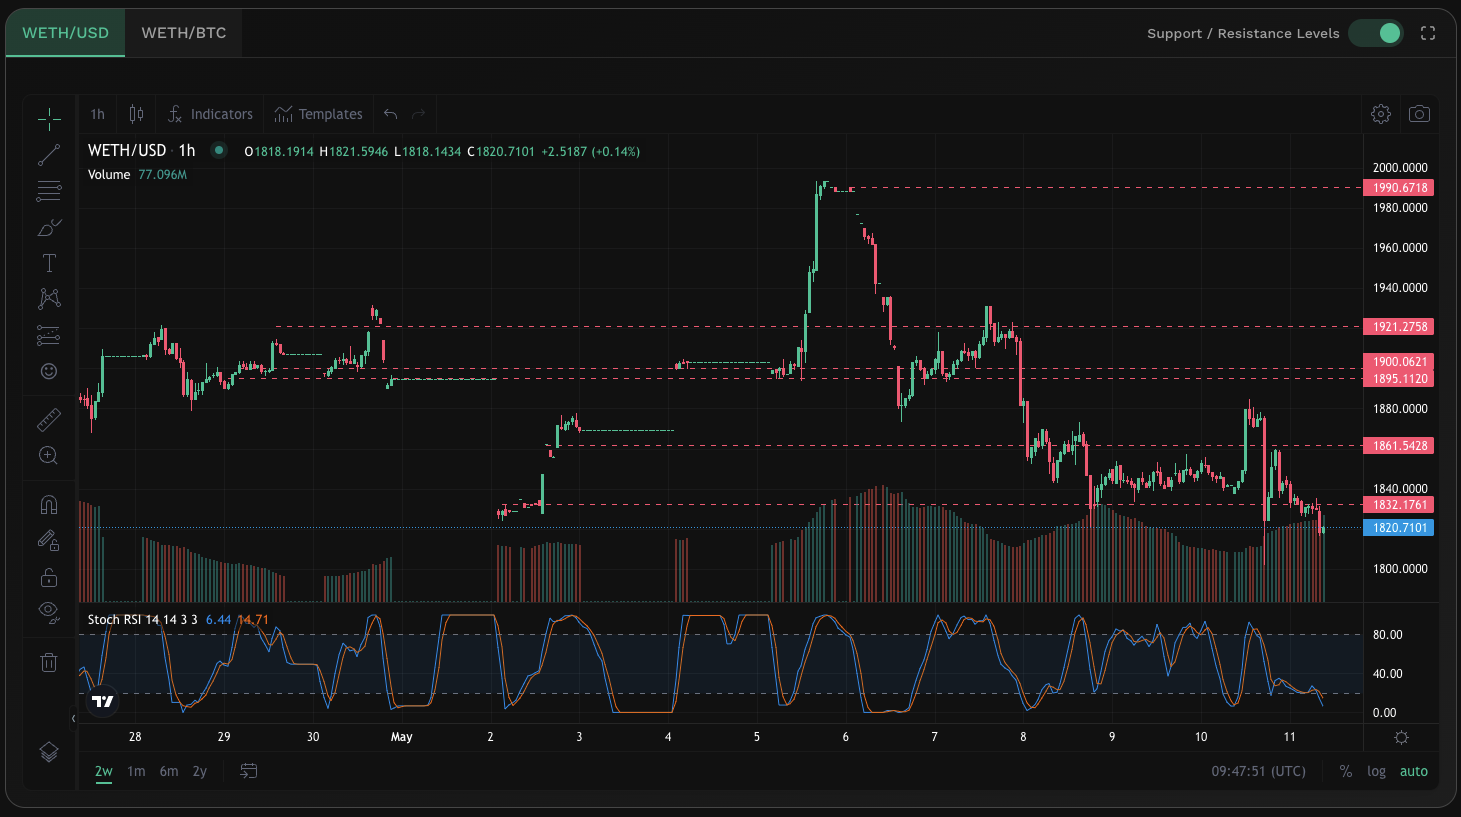 WETH/USD WETH/BTC Support / Resistance Levels
1h Indicators Templates
WETH/USD · 1h O1818.1914 H1821.5946 L1818.1434 C1820.7101 +2.5187 (+0.14%)
Volume 77.096M
2000.0000
1990.6718
1980.0000
1960.0000
1940.0000
1921.2758
1900.0621
1895.1120
1880.0000
1861.5428
1840.0000
1832.1761
1820.7101
1800.0000
Stoch RSI 14 14 3 3 6.44 14.71
80.00
40.00
0.00
28 29 30 May 2 3 4 5 6 7 8 9 10 11
2w 1m 6m 2y 09:47:51 (UTC) % log auto